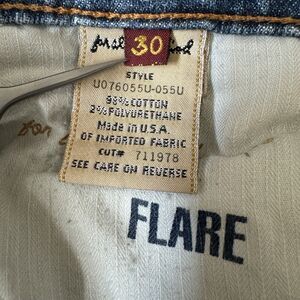 30
STYLE
U076055U-055U
98% COTTON
2% POLYURETHANE
Made in U.S.A.
OF IMPORTED FABRIC
CUT# 711978
SEE CARE ON REVERSE
for
FLARE